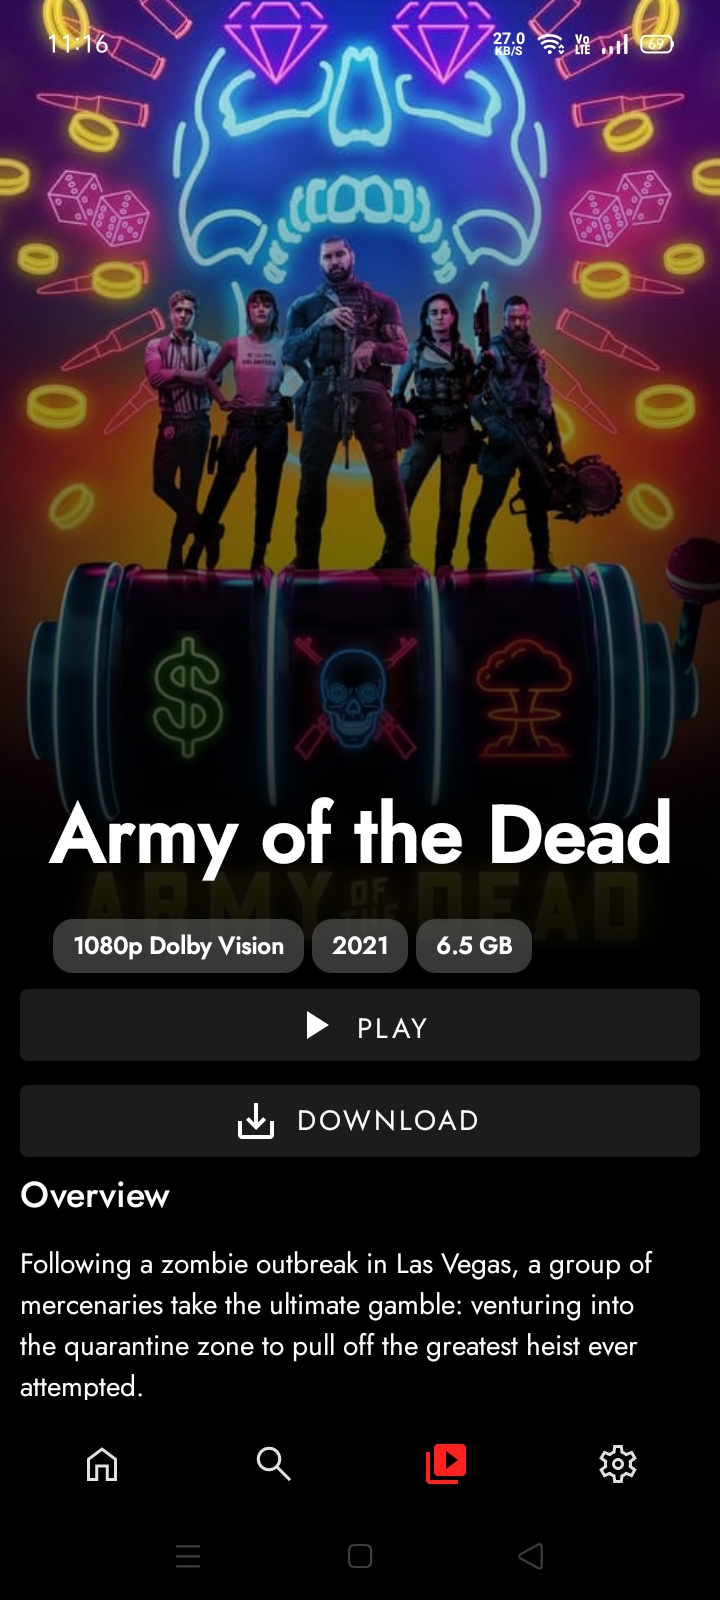 11:16
27.0
KB/S
Vo
LTE
69
VOLUNTEER
Army of the Dead
ARMY OF THE DEAD
1080p Dolby Vision
2021
6.5 GB
PLAY
DOWNLOAD
Overview
Following a zombie outbreak in Las Vegas, a group of
mercenaries take the ultimate gamble: venturing into
the quarantine zone to pull off the greatest heist ever
attempted.